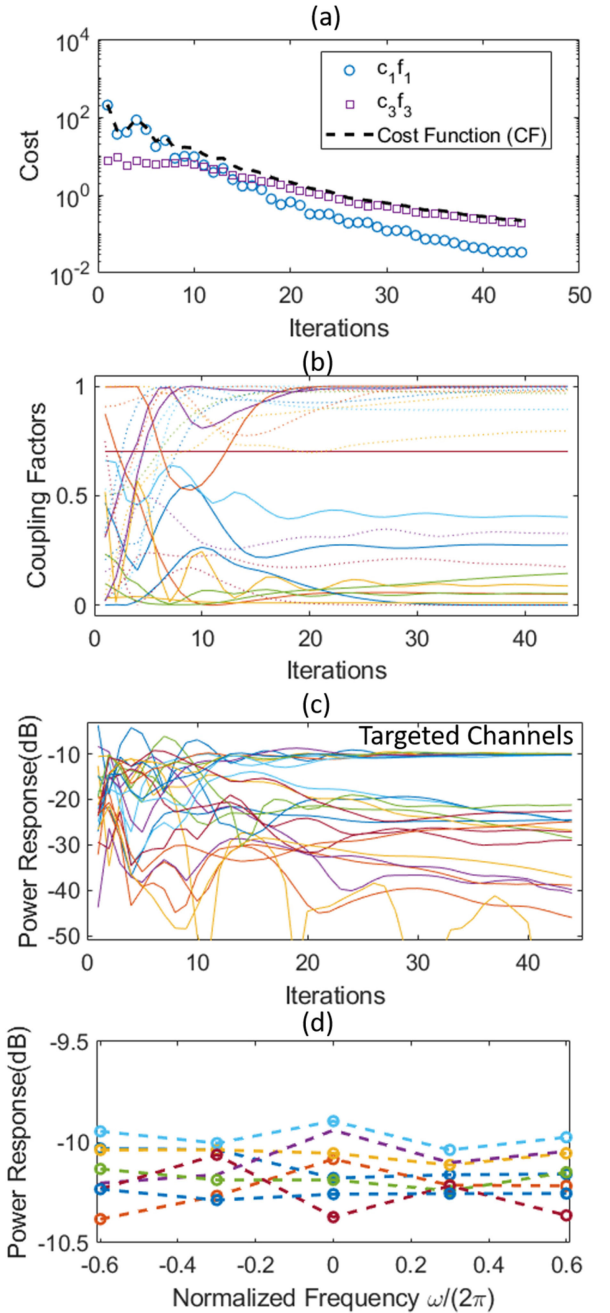 (a)
10^4
10^2
10^0
10^-2
Cost
c_1f_1
c_3f_3
Cost Function (CF)
0 10 20 30 40 50
Iterations
(b)
1
0.5
0
Coupling Factors
0 10 20 30 40
Iterations
(c)
Targeted Channels
-10
-20
-30
-40
-50
Power Response(dB)
0 10 20 30 40
Iterations
(d)
-9.5
-10
-10.5
Power Response(dB)
-0.6 -0.4 -0.2 0 0.2 0.4 0.6
Normalized Frequency ω/(2π)